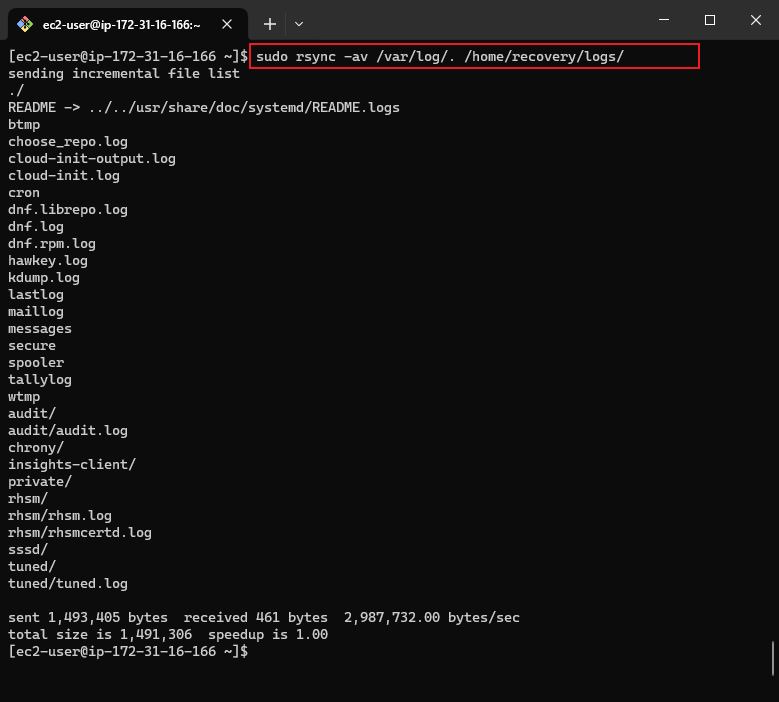 ec2-user@ip-172-31-16-166:~
[ec2-user@ip-172-31-16-166 ~]$ sudo rsync -av /var/log/. /home/recovery/logs/
sending incremental file list
./
README -> ../../usr/share/doc/systemd/README.logs
btmp
choose_repo.log
cloud-init-output.log
cloud-init.log
cron
dnf.librepo.log
dnf.log
dnf.rpm.log
hawkey.log
kdump.log
lastlog
maillog
messages
secure
spooler
tallylog
wtmp
audit/
audit/audit.log
chrony/
insights-client/
private/
rhsm/
rhsm/rhsm.log
rhsm/rhsmcertd.log
sssd/
tuned/
tuned/tuned.log
sent 1,493,405 bytes  received 461 bytes  2,987,732.00 bytes/sec
total size is 1,491,306  speedup is 1.00
[ec2-user@ip-172-31-16-166 ~]$